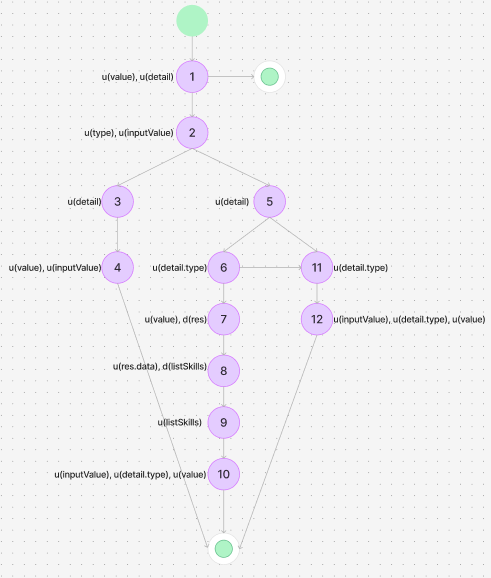 u(value), u(detail) 1
u(type), u(inputValue) 2
u(detail) 3
u(detail) 5
u(value), u(inputValue) 4
u(detail.type) 6
11 u(detail.type)
u(value), d(res) 7
12 u(inputValue), u(detail.type), u(value)
u(res.data), d(listSkills) 8
u(listSkills) 9
u(inputValue), u(detail.type), u(value) 10